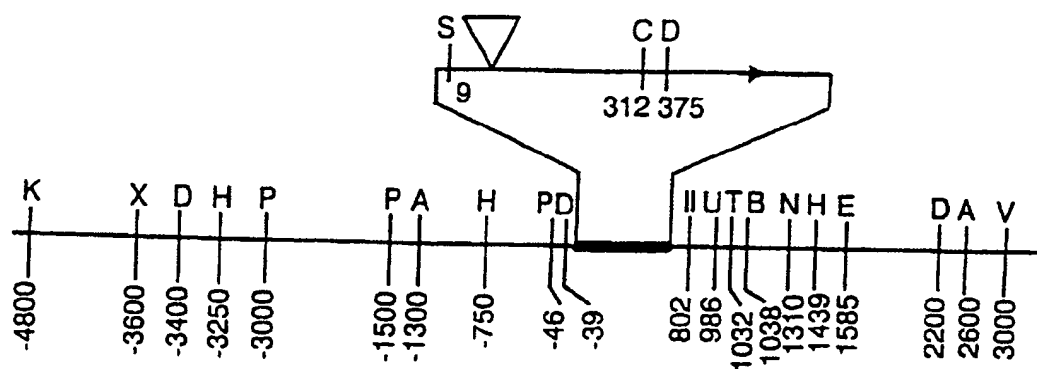 S C D
9 312 375
K X D H P P A H P D II U T B N H E D A V
-4800 -3600 -3400 -3250 -3000 -1500 -1300 -750 -46 -39 802 986 1032 1038 1310 1439 1585 2200 2600 3000